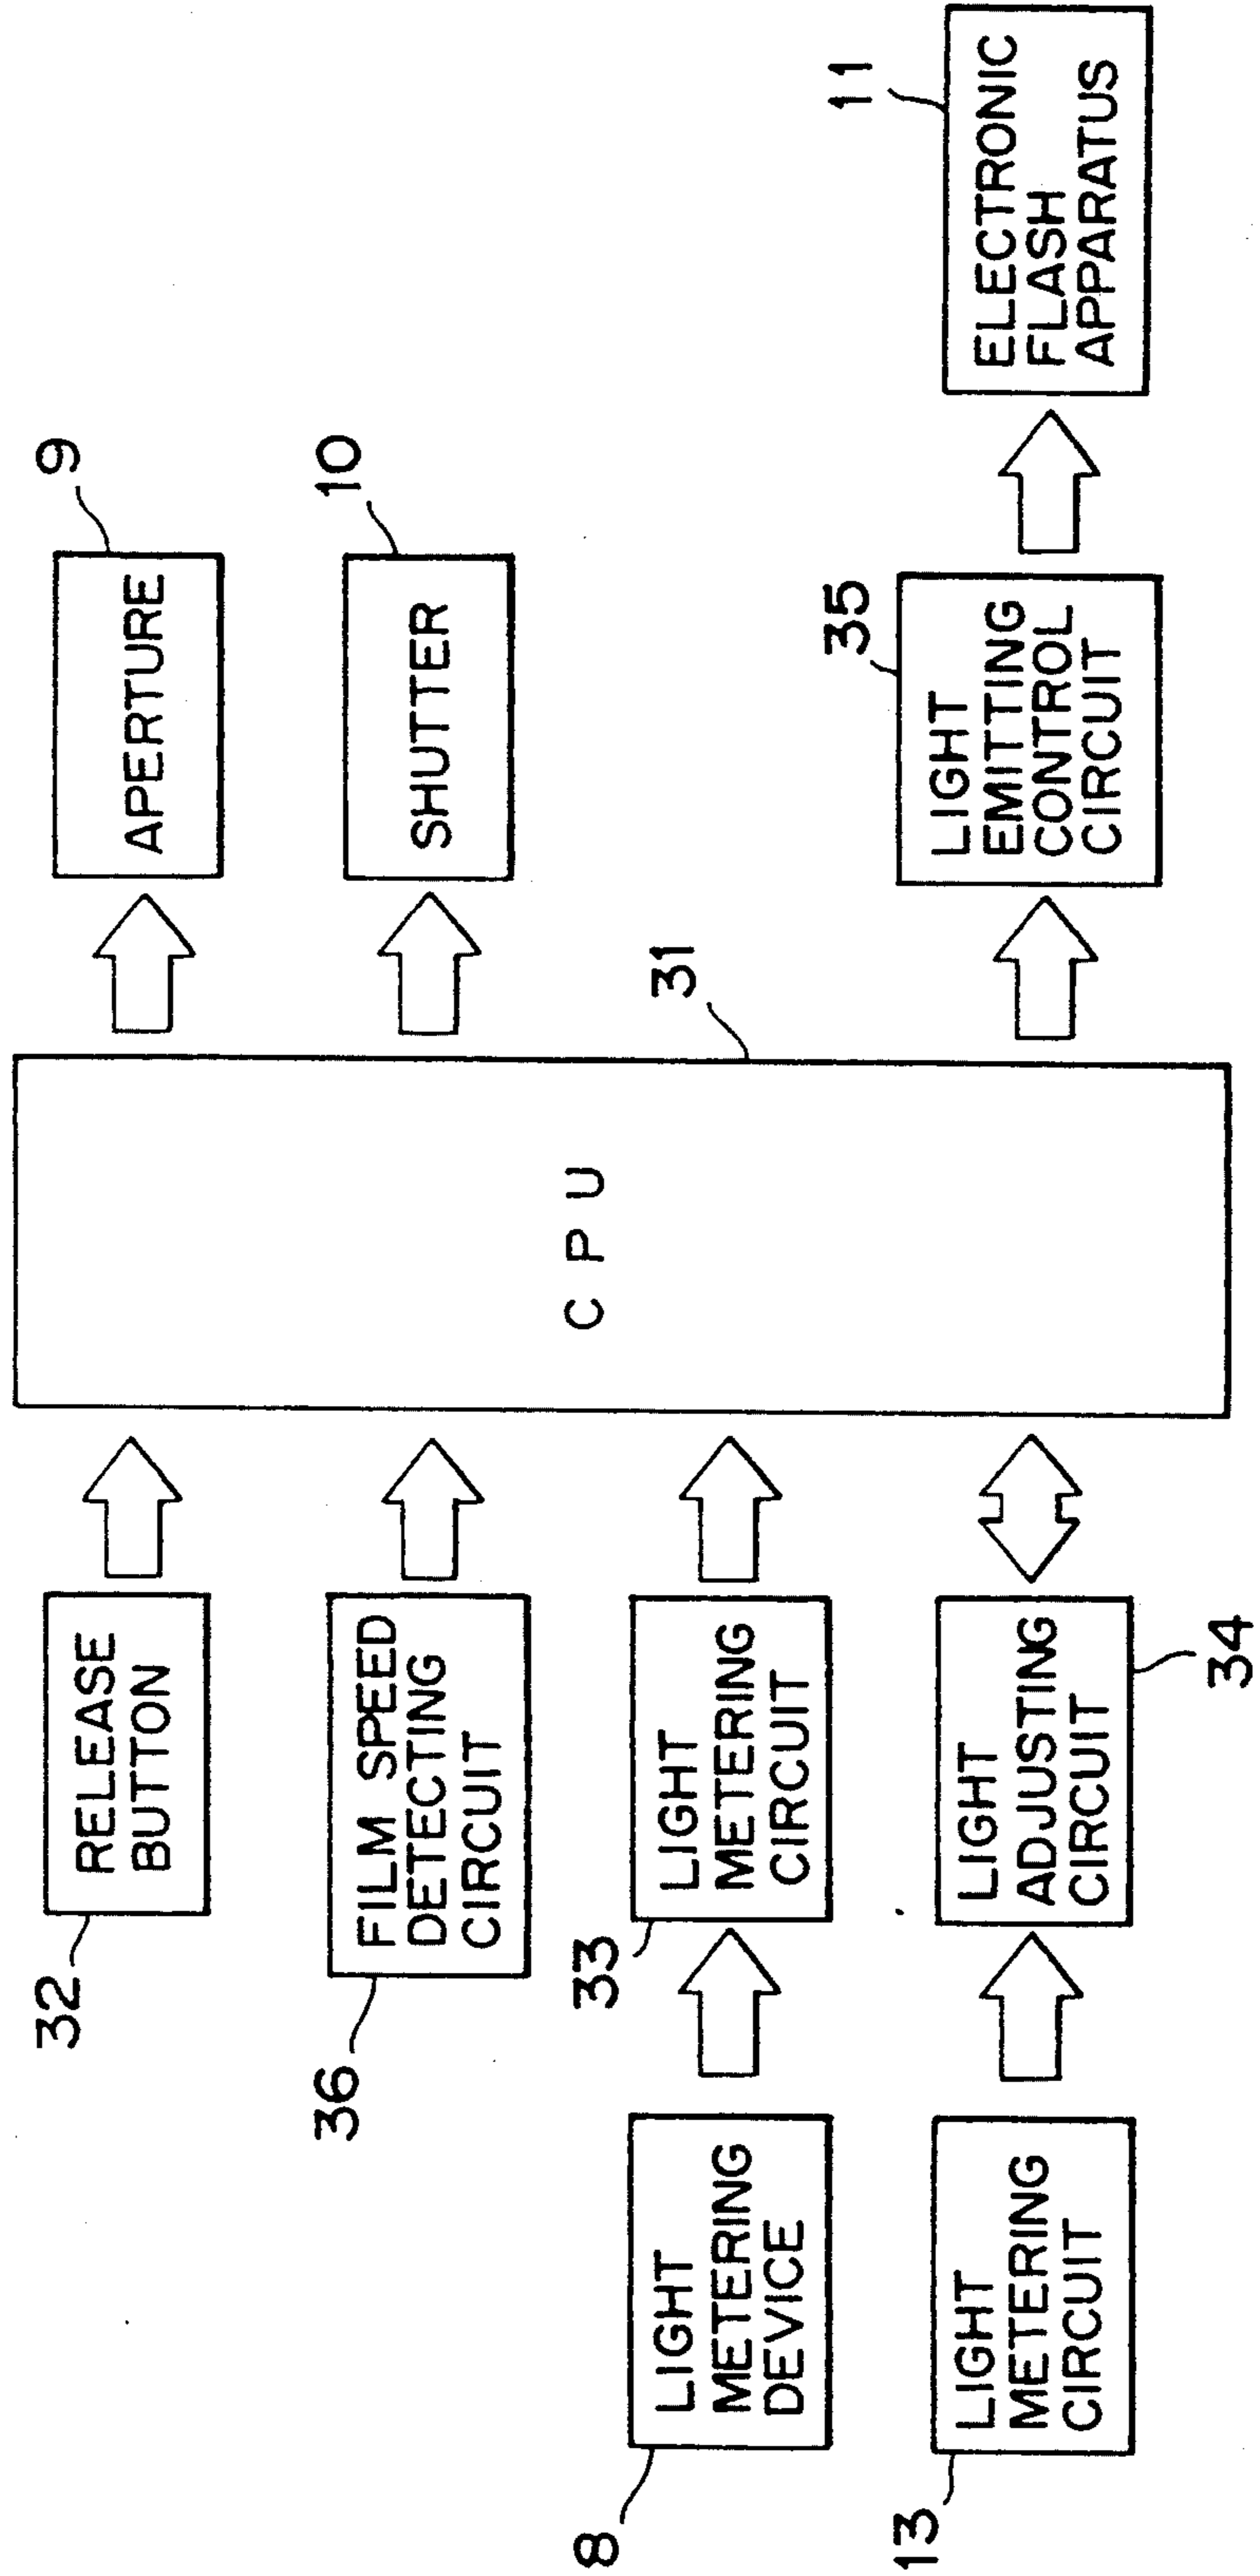 32
RELEASE
BUTTON
36
FILM SPEED
DETECTING
CIRCUIT
8
LIGHT
METERING
DEVICE
33
LIGHT
METERING
CIRCUIT
13
LIGHT
METERING
CIRCUIT
LIGHT
ADJUSTING
CIRCUIT
34
C P U
31
APERTURE
9
SHUTTER
10
LIGHT
EMITTING
CONTROL
CIRCUIT
35
ELECTRONIC
FLASH
APPARATUS
11